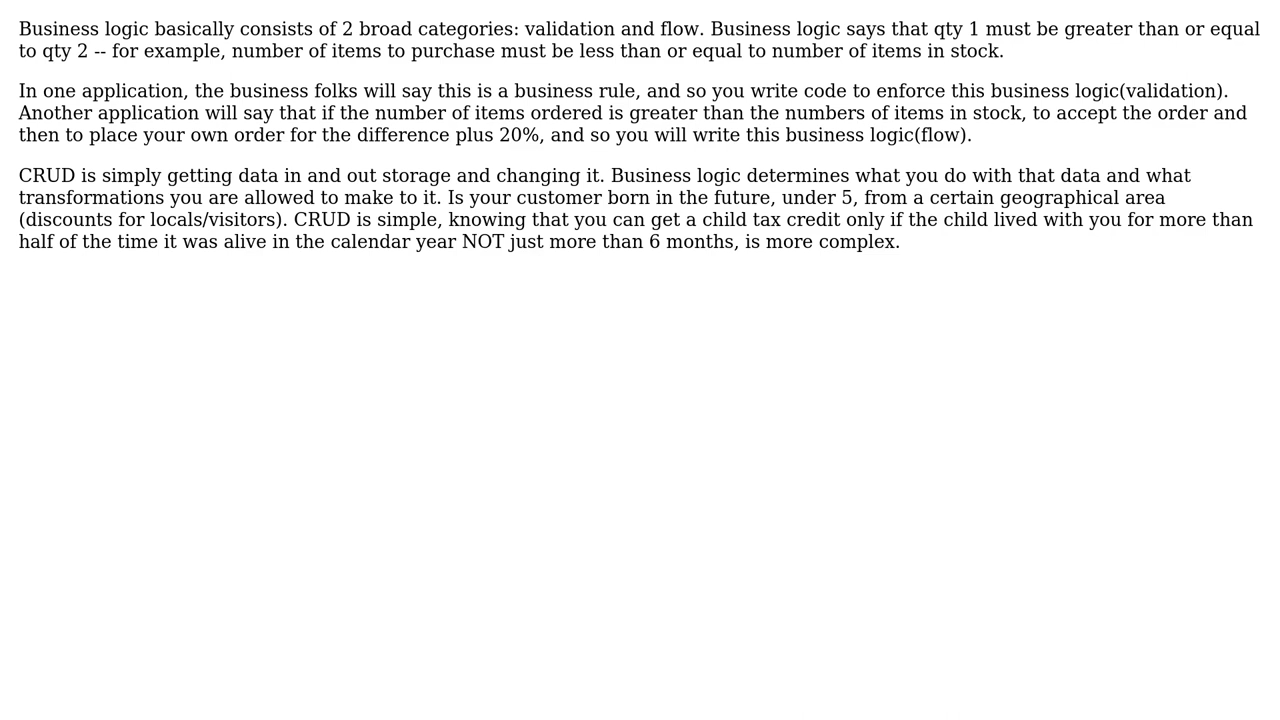 Business logic basically consists of 2 broad categories: validation and flow. Business logic says that qty 1 must be greater than or equal
to qty 2 -- for example, number of items to purchase must be less than or equal to number of items in stock.
In one application, the business folks will say this is a business rule, and so you write code to enforce this business logic(validation).
Another application will say that if the number of items ordered is greater than the numbers of items in stock, to accept the order and
then to place your own order for the difference plus 20%, and so you will write this business logic(flow).
CRUD is simply getting data in and out storage and changing it. Business logic determines what you do with that data and what
transformations you are allowed to make to it. Is your customer born in the future, under 5, from a certain geographical area
(discounts for locals/visitors). CRUD is simple, knowing that you can get a child tax credit only if the child lived with you for more than
half of the time it was alive in the calendar year NOT just more than 6 months, is more complex.